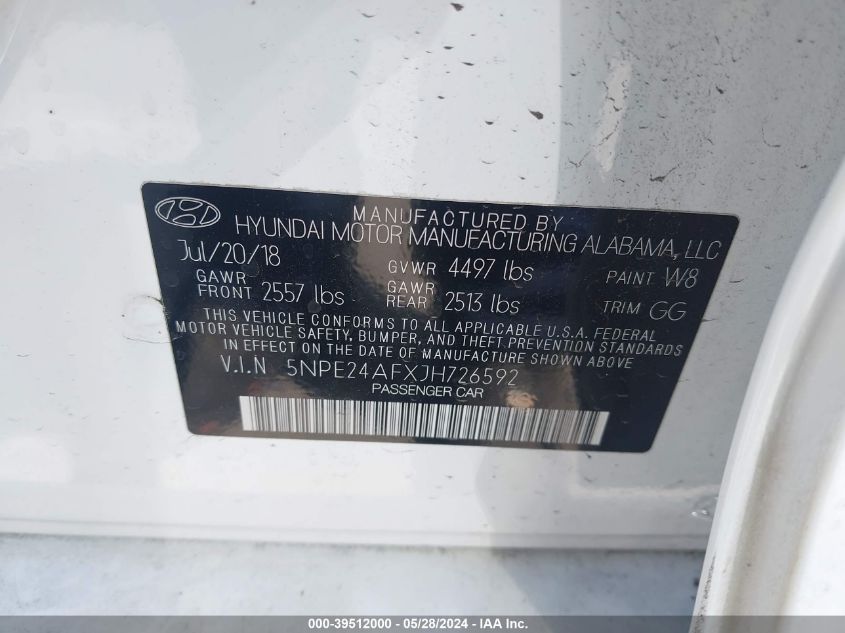 MANUFACTURED BY
HYUNDAI MOTOR MANUFACTURING ALABAMA, LLC
Jul/20/18 GVWR 4497 lbs PAINT W8
GAWR FRONT 2557 lbs GAWR REAR 2513 lbs TRIM GG
THIS VEHICLE CONFORMS TO ALL APPLICABLE U.S.A. FEDERAL
MOTOR VEHICLE SAFETY, BUMPER, AND THEFT PREVENTION STANDARDS
IN EFFECT ON THE DATE OF MANUFACTURE SHOWN ABOVE
V.I.N 5NPE24AFXJH726592
PASSENGER CAR
000-39512000 - 05/28/2024 - IAA Inc.